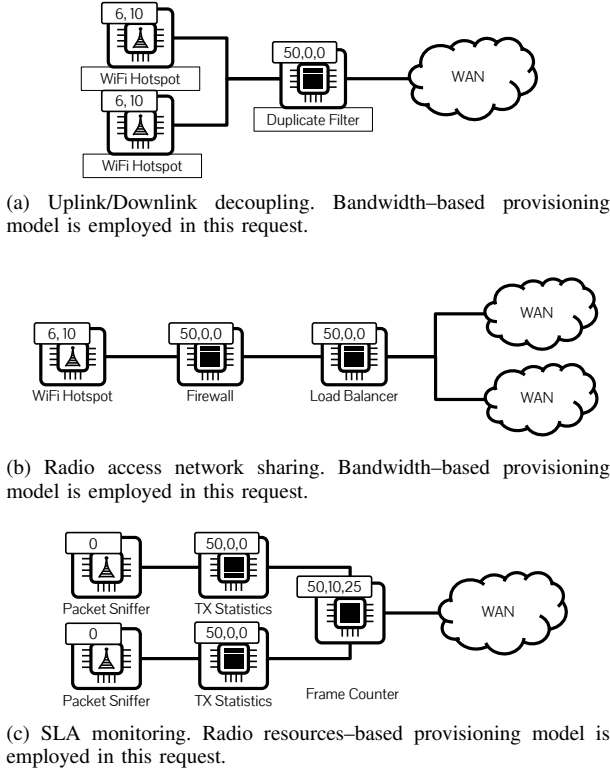 6, 10
WiFi Hotspot
6, 10
WiFi Hotspot
50,0,0
Duplicate Filter
WAN
(a) Uplink/Downlink decoupling. Bandwidth–based provisioning
model is employed in this request.
6, 10
WiFi Hotspot
50,0,0
Firewall
50,0,0
Load Balancer
WAN
WAN
(b) Radio access network sharing. Bandwidth–based provisioning
model is employed in this request.
0
Packet Sniffer
50,0,0
TX Statistics
0
Packet Sniffer
50,0,0
TX Statistics
50,10,25
Frame Counter
WAN
(c) SLA monitoring. Radio resources–based provisioning model is
employed in this request.